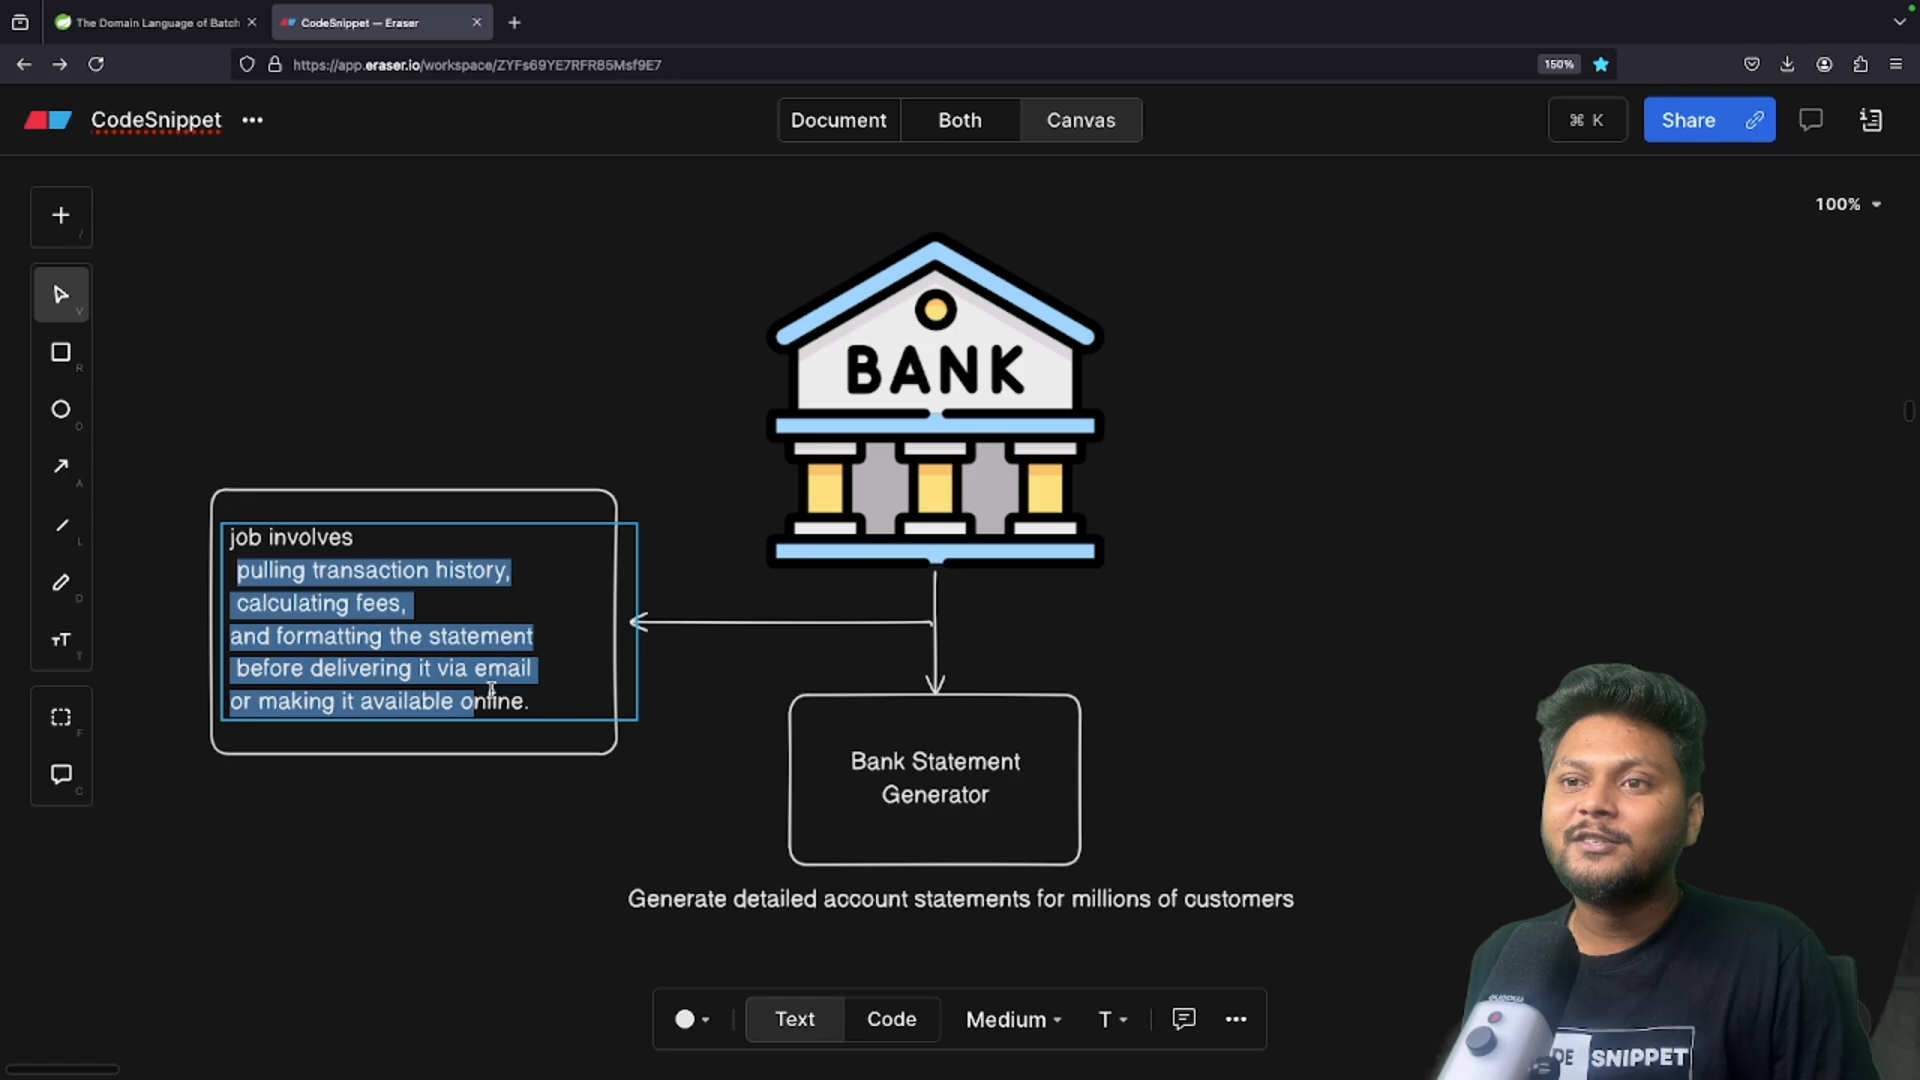 The Domain Language of Batch
CodeSnippet — Eraser
https://app.eraser.io/workspace/ZYFs69YE7RFR85Msf9E7
150%
CodeSnippet
Document
Both
Canvas
⌘ K
Share
100%
/
V
R
O
A
L
D
T
F
C
BANK
job involves
pulling transaction history,
calculating fees,
and formatting the statement
before delivering it via email
or making it available online.
Bank Statement
Generator
Generate detailed account statements for millions of customers
Text
Code
Medium
T
maono
DE SNIPPET